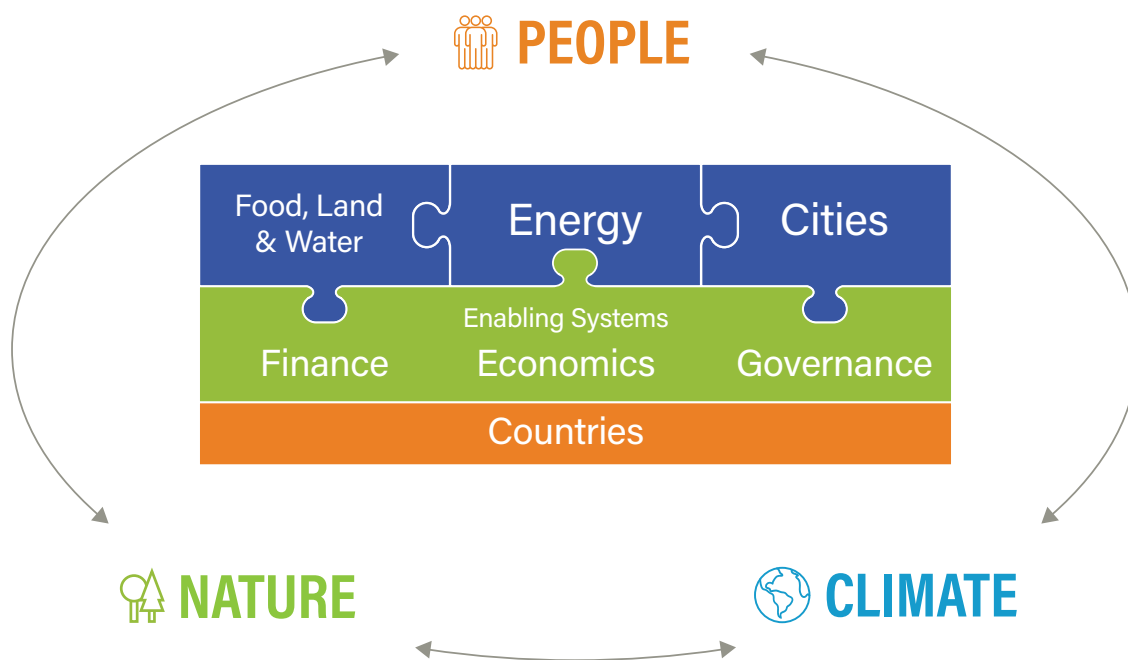 PEOPLE
Food, Land
& Water
Energy
Cities
Enabling Systems
Finance
Economics
Governance
Countries
NATURE
CLIMATE